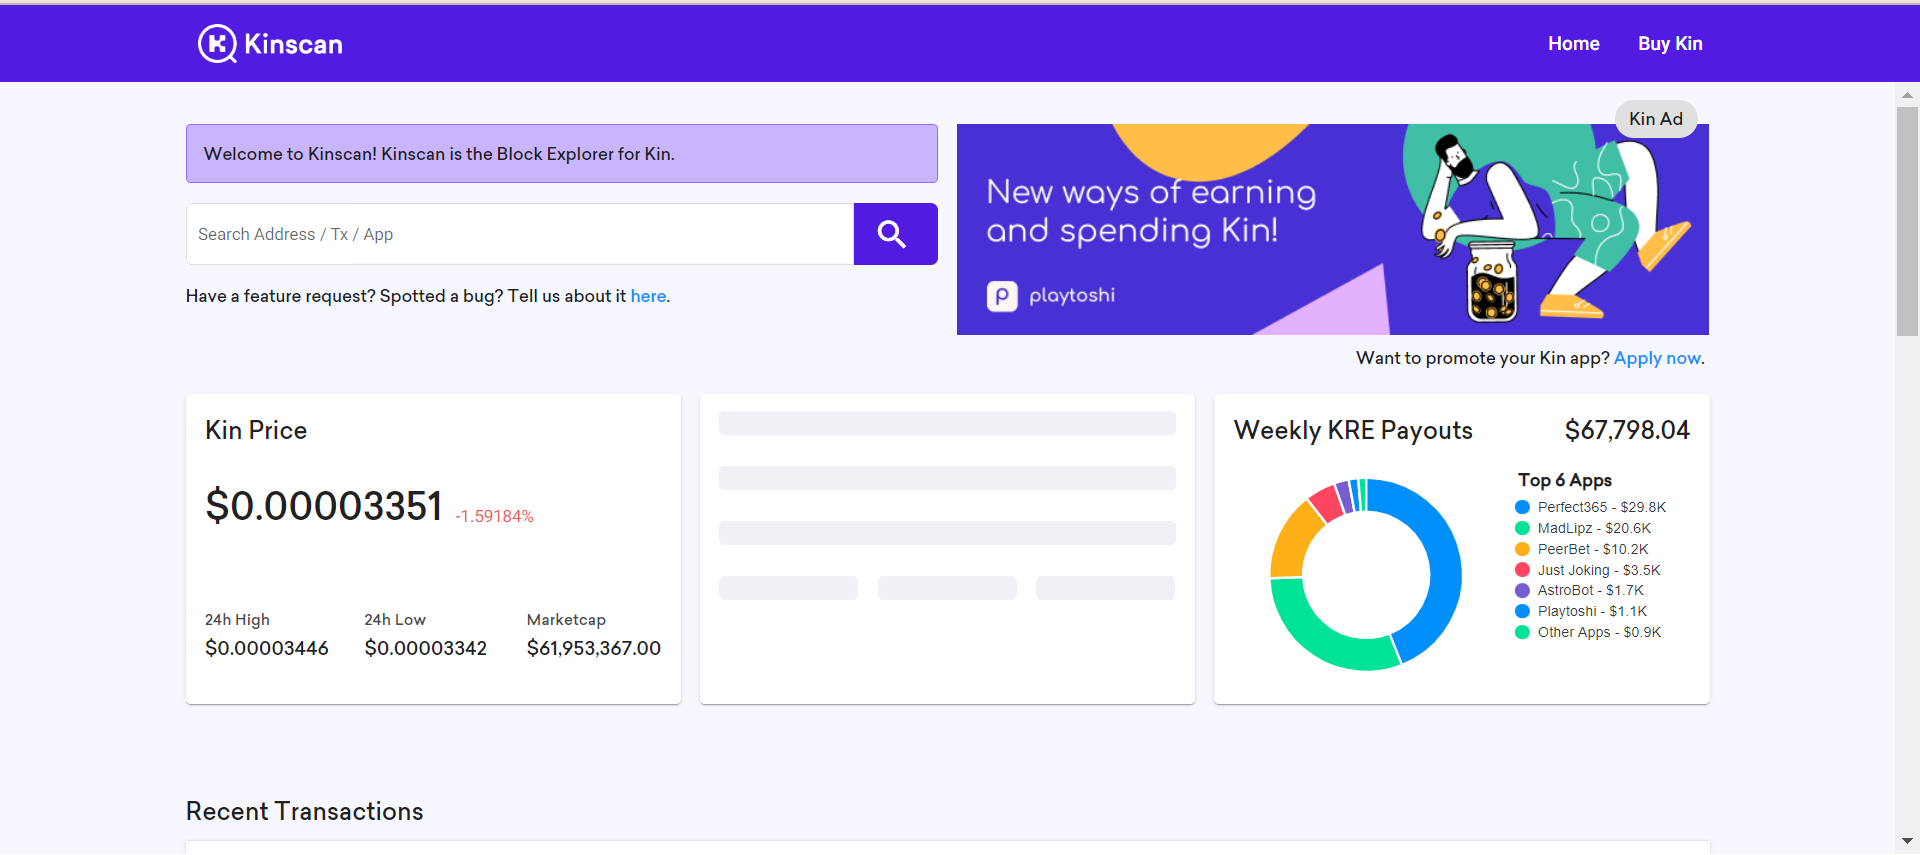 Kinscan
Home
Buy Kin
Welcome to Kinscan! Kinscan is the Block Explorer for Kin.
Search Address / Tx / App
Have a feature request? Spotted a bug? Tell us about it here.
Kin Ad
New ways of earning
and spending Kin!
p playtoshi
Want to promote your Kin app? Apply now.
Kin Price
$0.00003351 -1.59184%
24h High
24h Low
Marketcap
$0.00003446
$0.00003342
$61,953,367.00
Weekly KRE Payouts
$67,798.04
Top 6 Apps
Perfect365 - $29.8K
MadLipz - $20.6K
PeerBet - $10.2K
Just Joking - $3.5K
AstroBot - $1.7K
Playtoshi - $1.1K
Other Apps - $0.9K
Recent Transactions